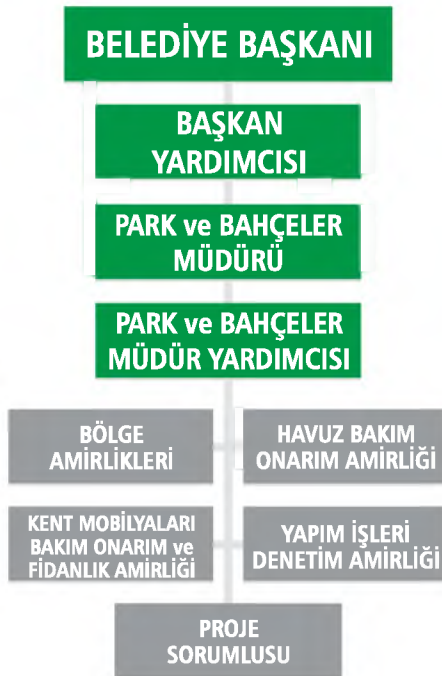 BELEDİYE BAŞKANI
BAŞKAN
YARDIMCISI
PARK ve BAHÇELER
MÜDÜRÜ
PARK ve BAHÇELER
MÜDÜR YARDIMCISI
BÖLGE
AMİRLİKLERİ
HAVUZ BAKIM
ONARIM AMİRLİĞİ
KENT MOBİLYALARI
BAKIM ONARIM ve
FİDANLIK AMİRLİĞİ
YAPIM İŞLERİ
DENETİM AMİRLİĞİ
PROJE
SORUMLUSU